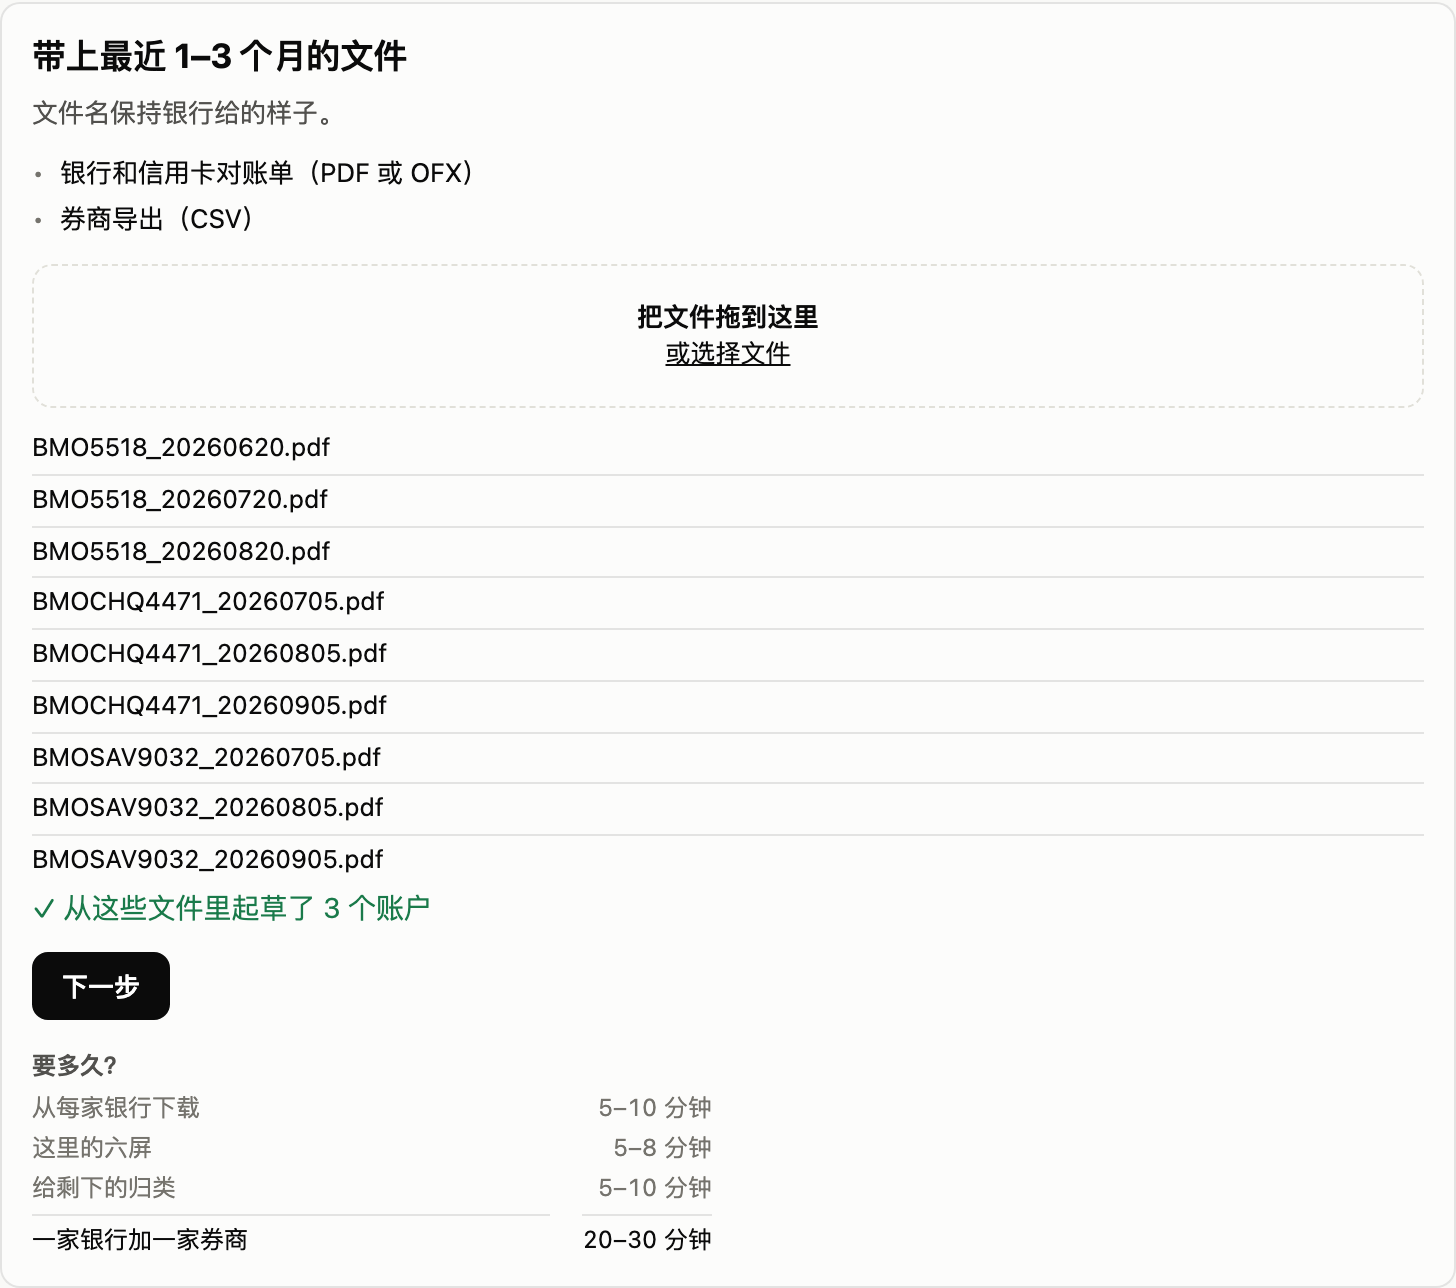 带上最近 1–3 个月的文件
文件名保持银行给的样子。
• 银行和信用卡对账单（PDF 或 OFX）
• 券商导出（CSV）
把文件拖到这里
或选择文件
BMO5518_20260620.pdf
BMO5518_20260720.pdf
BMO5518_20260820.pdf
BMOCHQ4471_20260705.pdf
BMOCHQ4471_20260805.pdf
BMOCHQ4471_20260905.pdf
BMOSAV9032_20260705.pdf
BMOSAV9032_20260805.pdf
BMOSAV9032_20260905.pdf
✓ 从这些文件里起草了 3 个账户
下一步
要多久？
从每家银行下载 5–10 分钟
这里的六屏 5–8 分钟
给剩下的归类 5–10 分钟
一家银行加一家券商 20–30 分钟